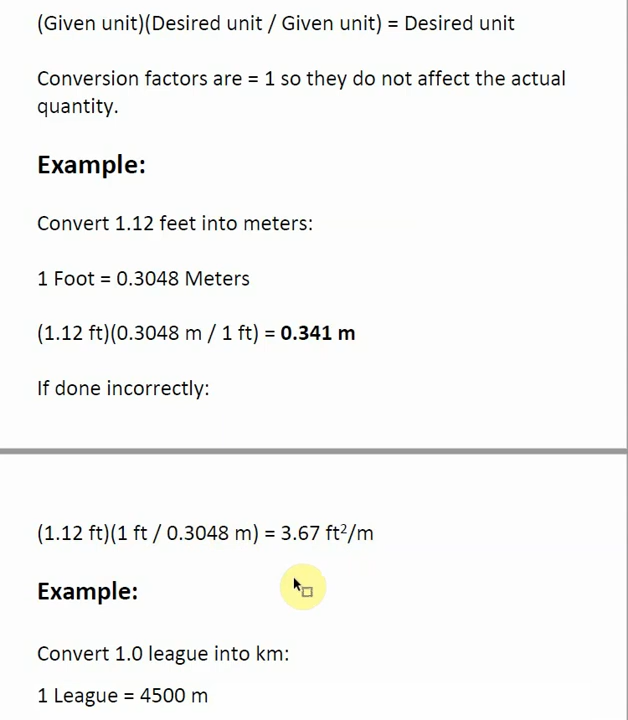 (Given unit)(Desired unit / Given unit) = Desired unit
Conversion factors are = 1 so they do not affect the actual
quantity.
Example:
Convert 1.12 feet into meters:
1 Foot = 0.3048 Meters
(1.12 ft)(0.3048 m / 1 ft) = 0.341 m
If done incorrectly:
(1.12 ft)(1 ft / 0.3048 m) = 3.67 ft²/m
Example:
Convert 1.0 league into km:
1 League = 4500 m